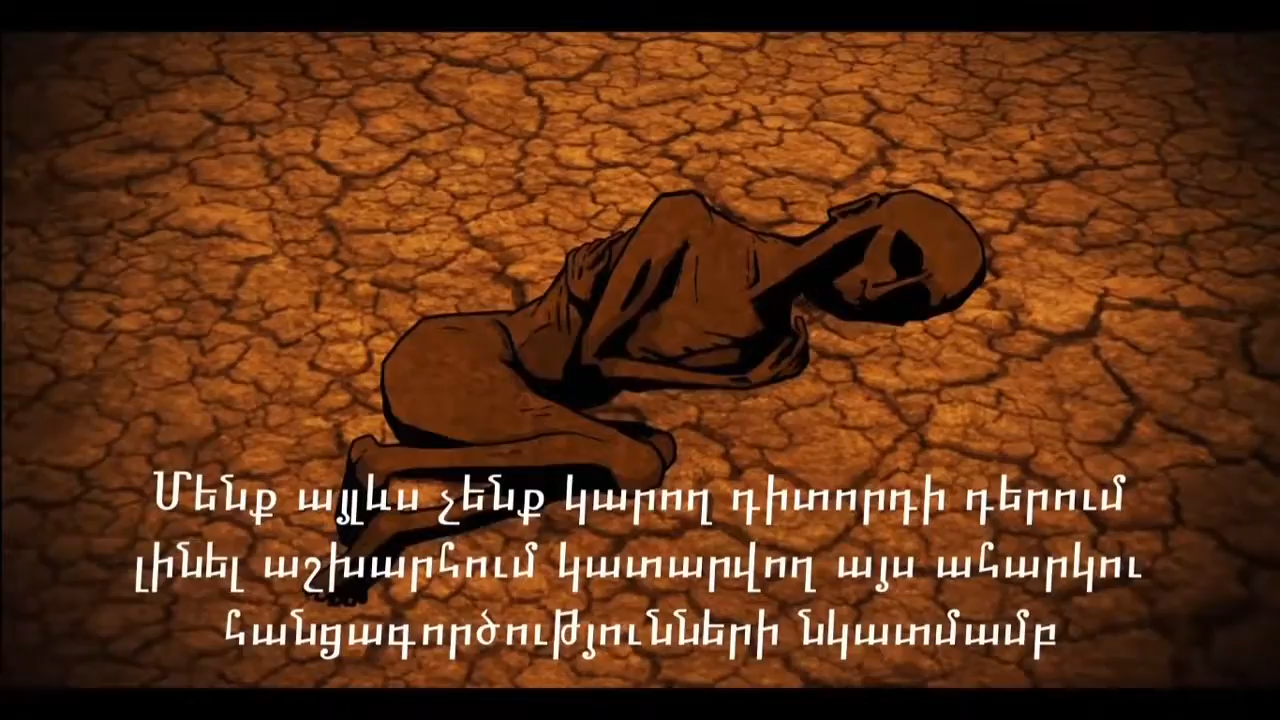 Մենք այլևս չենք կարող դիտորդի դերում
լինել աշխարհում կատարվող այս ահարկու
հանցագործությունների նկատմամբ